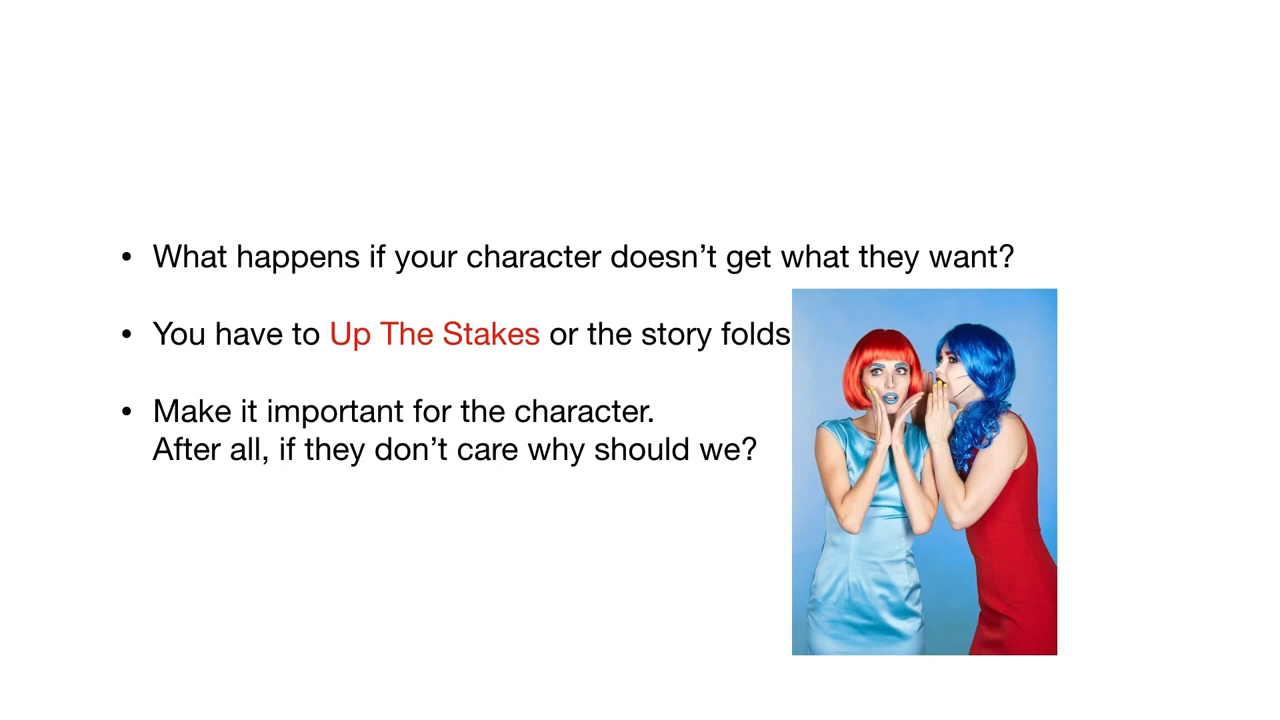 • What happens if your character doesn’t get what they want?
• You have to Up The Stakes or the story folds
• Make it important for the character.
After all, if they don’t care why should we?